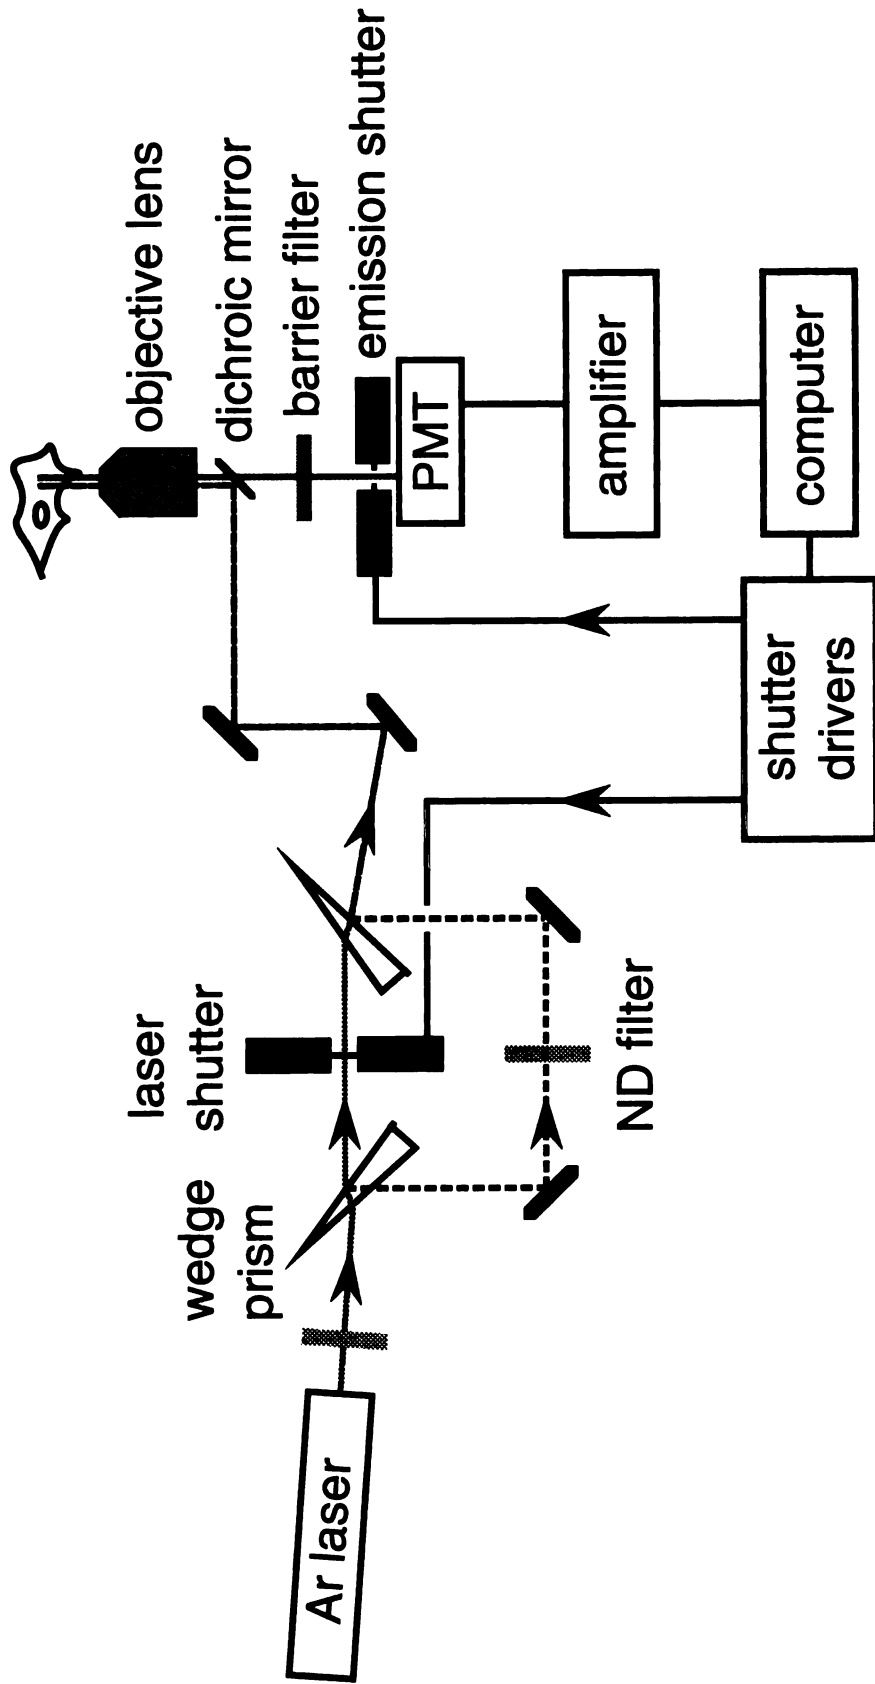 Ar laser
wedge
prism
laser
shutter
ND filter
objective lens
dichroic mirror
barrier filter
emission shutter
PMT
amplifier
computer
shutter
drivers